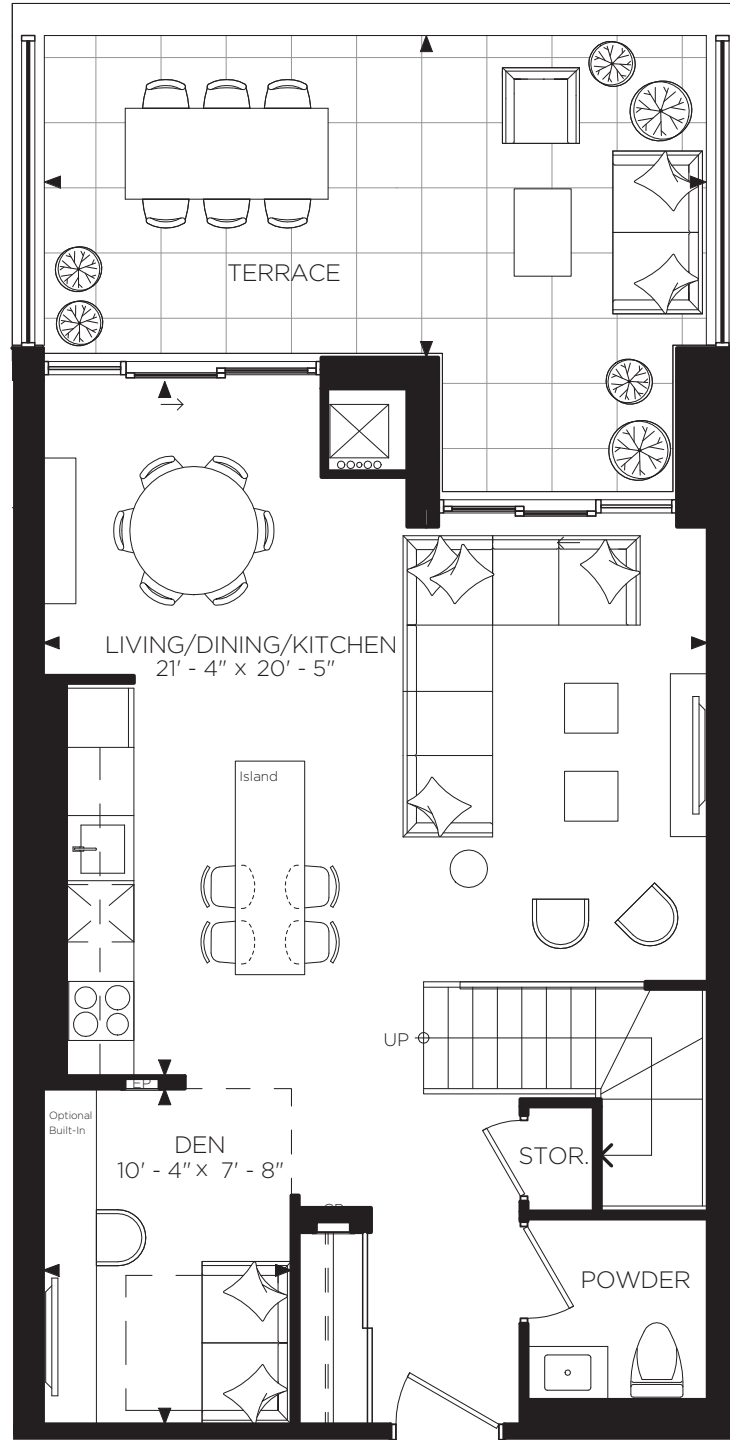 TERRACE
LIVING/DINING/KITCHEN
21' - 4" x 20' - 5"
Island
UP
EP
Optional
Built-In
DEN
10' - 4" x 7' - 8"
STOR.
POWDER